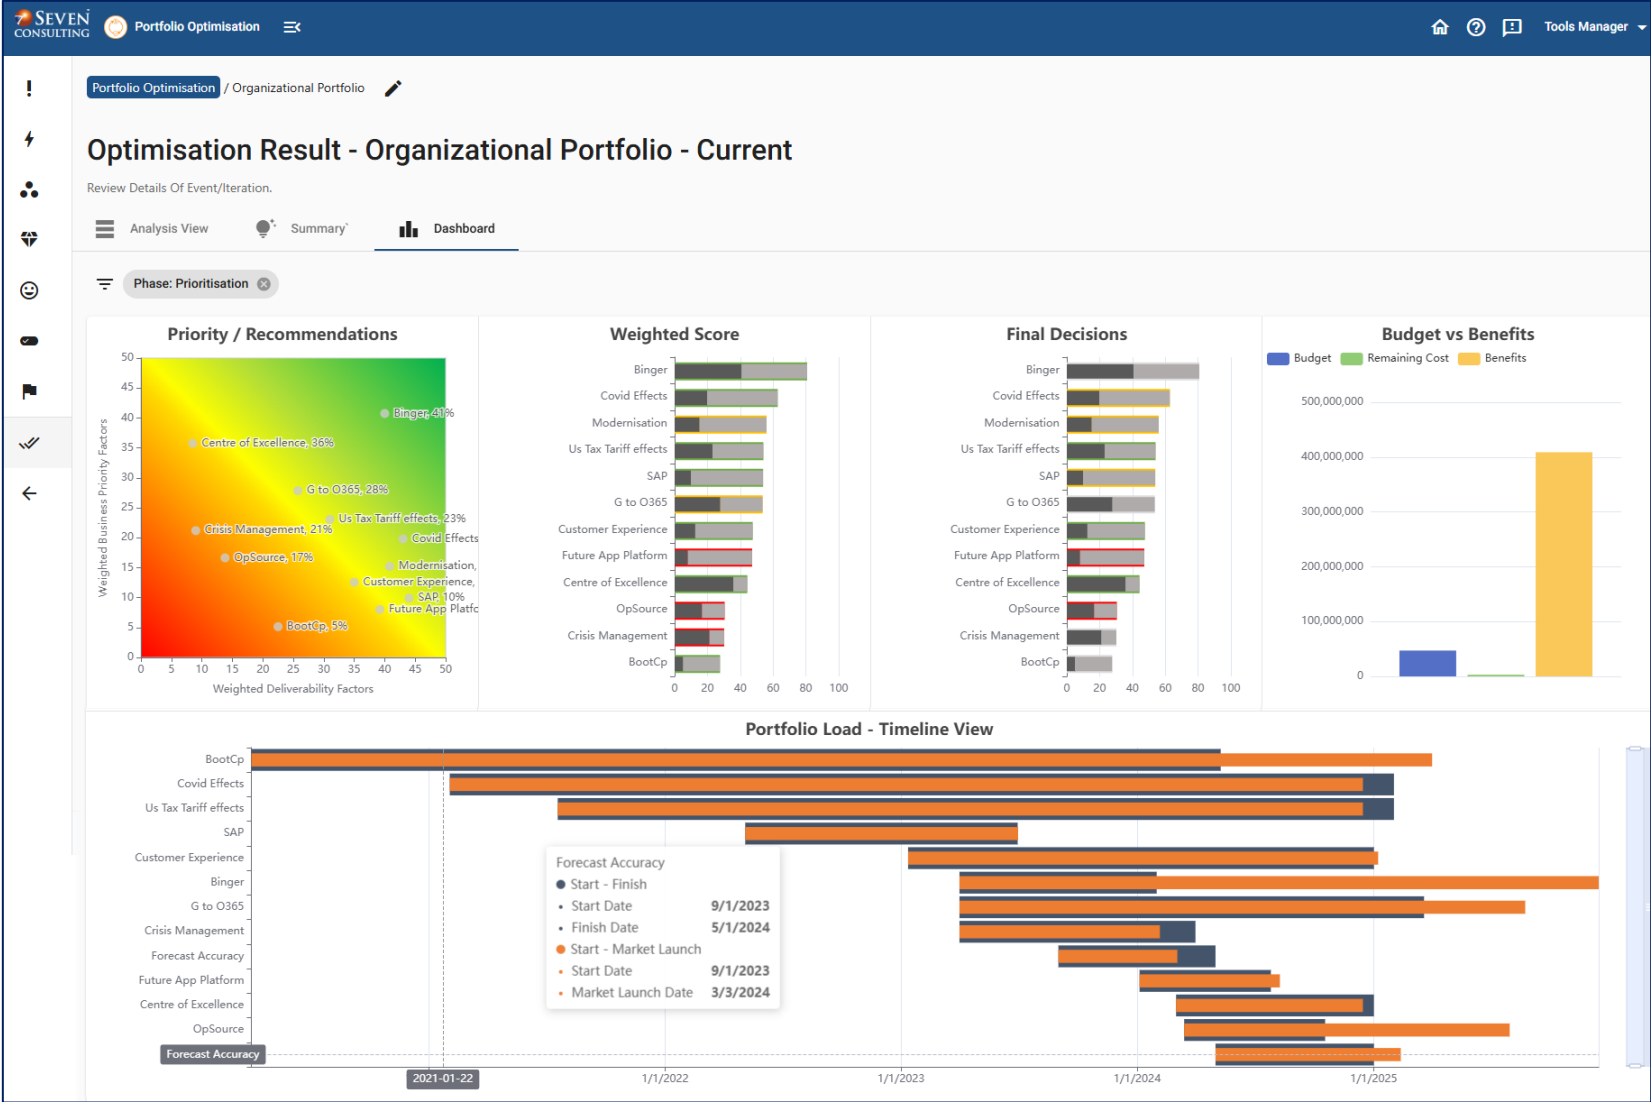 SEVEN
CONSULTING
Portfolio Optimisation
Tools Manager
Portfolio Optimisation / Organizational Portfolio
Optimisation Result - Organizational Portfolio - Current
Review Details Of Event/Iteration.
Analysis View
Summary`
Dashboard
Phase: Prioritisation
Priority / Recommendations
Weighted Business Priority Factors
50
45
40
35
30
25
20
15
10
5
0
Binger, 41%
Centre of Excellence, 36%
G to O365, 28%
Us Tax Tariff effects, 23%
Crisis Management, 21%
Covid Effects
OpSource, 17%
Modernisation,
Customer Experience,
SAP, 10%
Future App Platfo
BootCp, 5%
0 5 10 15 20 25 30 35 40 45 50
Weighted Deliverability Factors
Weighted Score
Binger
Covid Effects
Modernisation
Us Tax Tariff effects
SAP
G to O365
Customer Experience
Future App Platform
Centre of Excellence
OpSource
Crisis Management
BootCp
0 20 40 60 80 100
Final Decisions
Binger
Covid Effects
Modernisation
Us Tax Tariff effects
SAP
G to O365
Customer Experience
Future App Platform
Centre of Excellence
OpSource
Crisis Management
BootCp
0 20 40 60 80 100
Budget vs Benefits
Budget Remaining Cost Benefits
500,000,000
400,000,000
300,000,000
200,000,000
100,000,000
0
Portfolio Load - Timeline View
BootCp
Covid Effects
Us Tax Tariff effects
SAP
Customer Experience
Binger
G to O365
Crisis Management
Forecast Accuracy
Future App Platform
Centre of Excellence
OpSource
Forecast Accuracy
Forecast Accuracy
Start - Finish
Start Date 9/1/2023
Finish Date 5/1/2024
Start - Market Launch
Start Date 9/1/2023
Market Launch Date 3/3/2024
2021-01-22 1/1/2022 1/1/2023 1/1/2024 1/1/2025